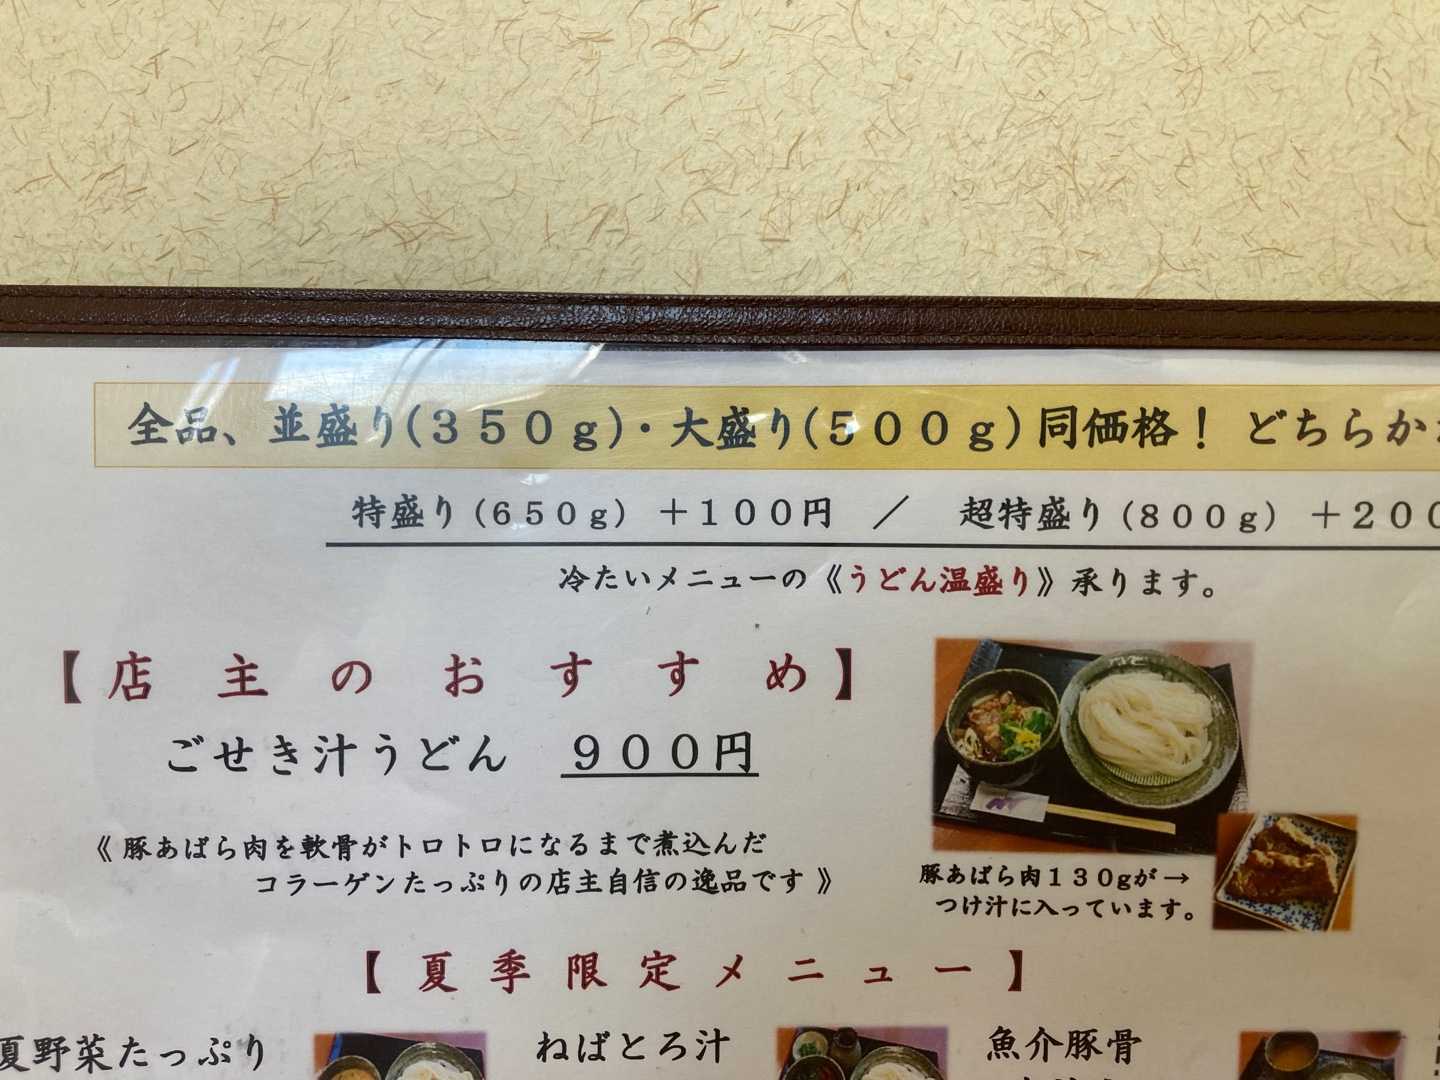 全品、並盛り(350g)・大盛り(500g)同価格！どちらか
特盛り(650g) +100円 ／ 超特盛り(800g) +200
冷たいメニューの《うどん温盛り》承ります。
【店主のおすすめ】
ごせき汁うどん 900円
《豚あばら肉を軟骨がトロトロになるまで煮込んだ
コラーゲンたっぷりの店主自信の逸品です》
豚あばら肉130gが→
つけ汁に入っています。
【夏季限定メニュー】
夏野菜たっぷり
ねばとろ汁
魚介豚骨